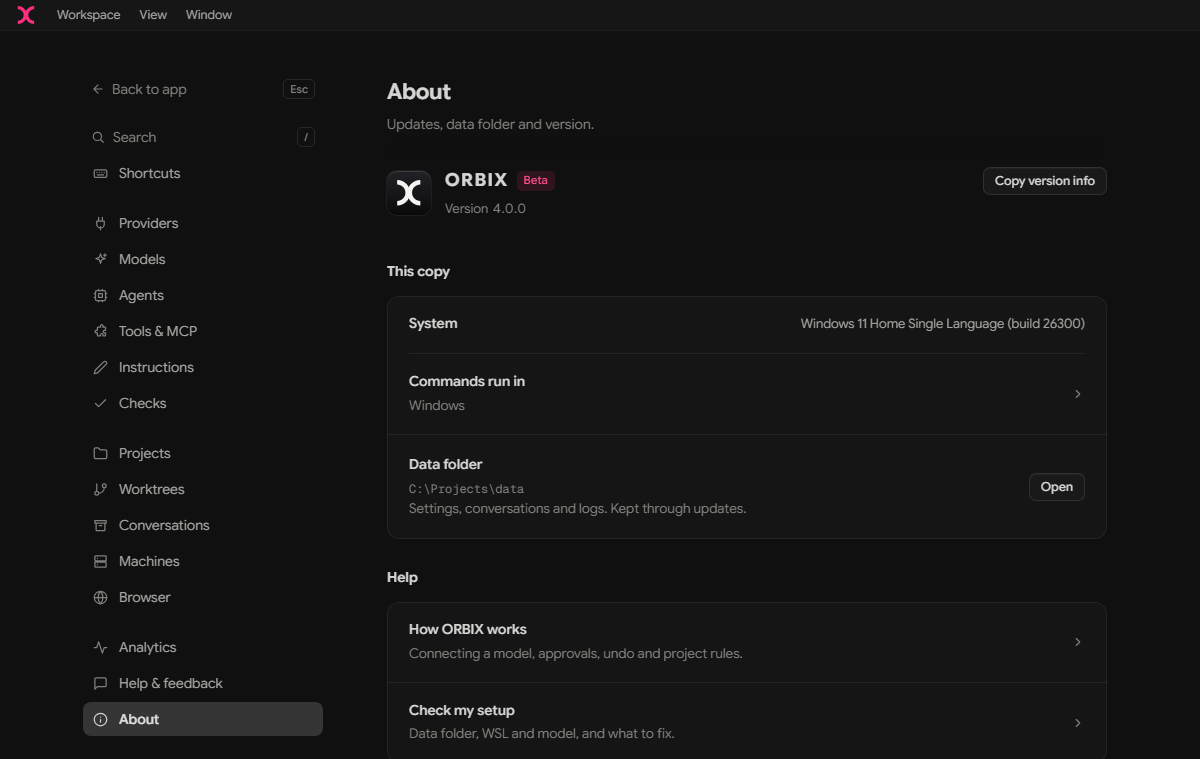 Workspace View Window
Back to app Esc
Search /
Shortcuts
Providers
Models
Agents
Tools & MCP
Instructions
Checks
Projects
Worktrees
Conversations
Machines
Browser
Analytics
Help & feedback
About
About
Updates, data folder and version.
ORBIX Beta
Version 4.0.0
Copy version info
This copy
System Windows 11 Home Single Language (build 26300)
Commands run in
Windows
Data folder
C:\Projects\data
Settings, conversations and logs. Kept through updates.
Open
Help
How ORBIX works
Connecting a model, approvals, undo and project rules.
Check my setup
Data folder, WSL and model, and what to fix.